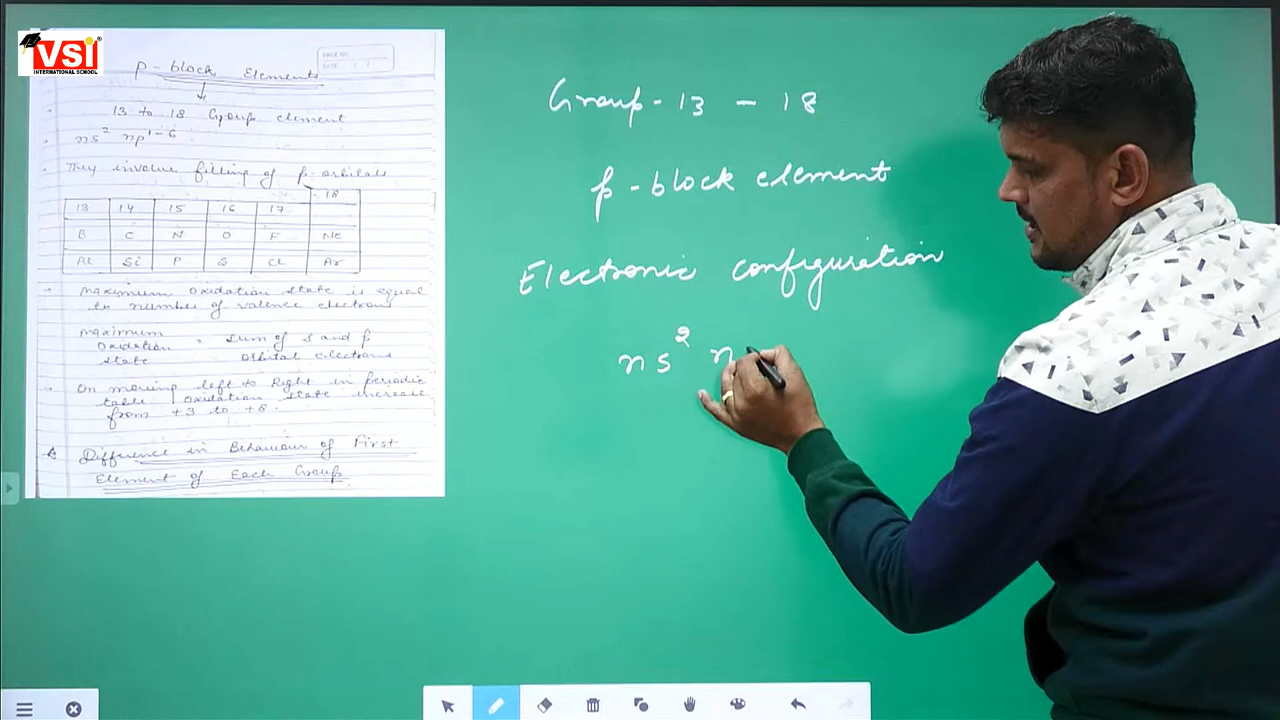 VSI
INTERNATIONAL SCHOOL
P-block Elements
PAGE NO.
DATE
13 to 18 Group element
ns² np¹⁻⁶
They involve filling of p-orbitals
13 14 15 16 17 18
B C N O F Ne
Al Si P S Cl Ar
Maximum oxidation state is equal
to number of valence electrons
Maximum
oxidation = sum of s and p
state orbital electrons
On moving left to Right in periodic
table oxidation state increase
from +3 to +8.
Difference in Behaviour of First
Element of Each Group
Group - 13 - 18
p-block element
Electronic configuration
ns² n